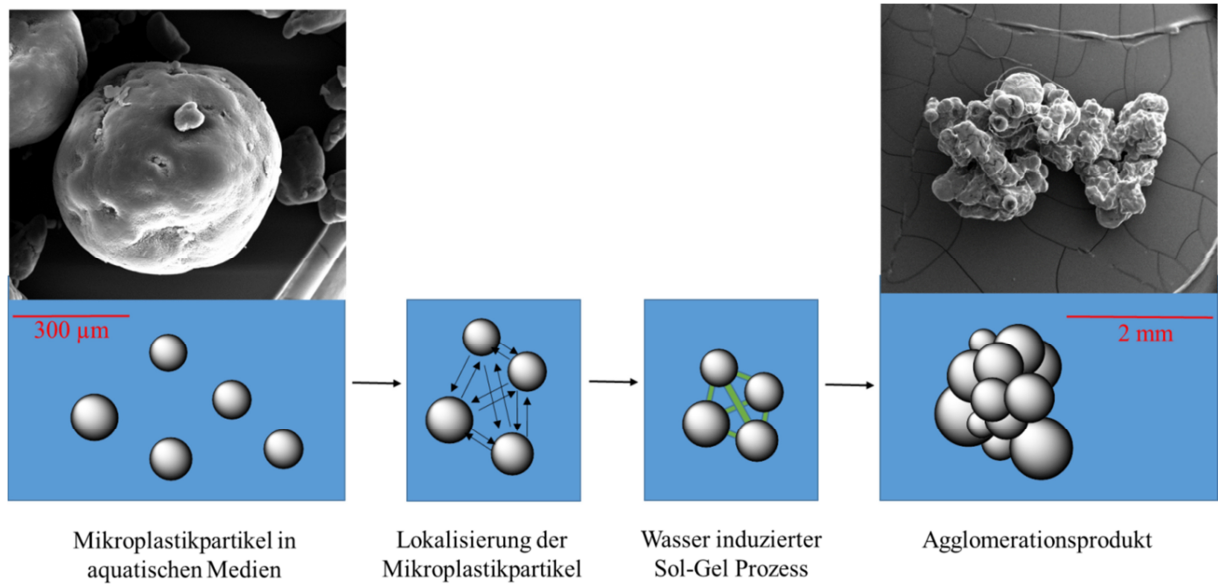 300 µm
2 mm
Mikroplastikpartikel in
aquatischen Medien
Lokalisierung der
Mikroplastikpartikel
Wasser induzierter
Sol-Gel Prozess
Agglomerationsprodukt